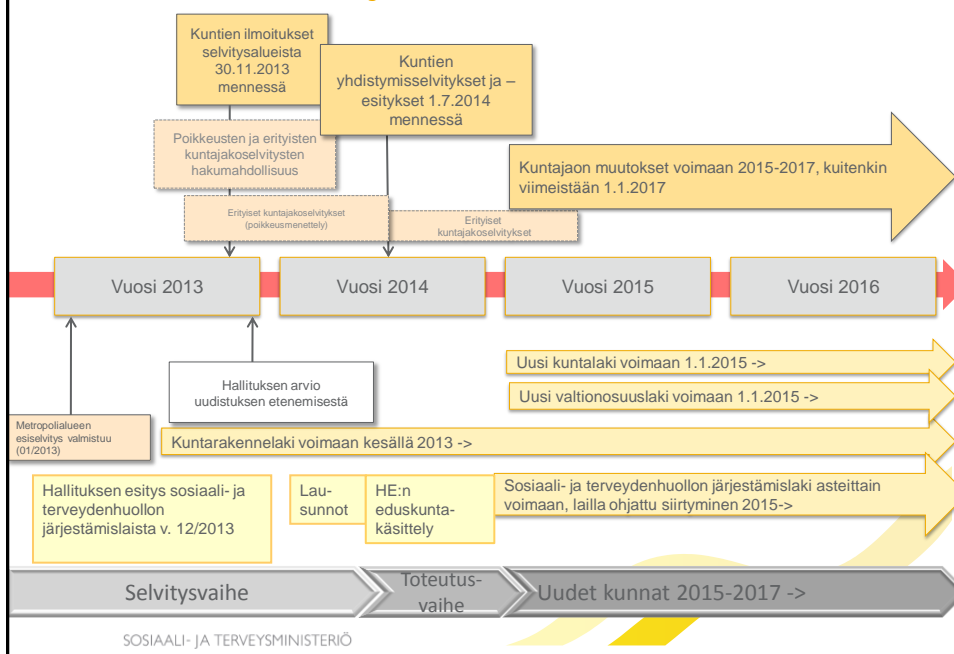 Kuntien ilmoitukset
selvitysalueista
30.11.2013
mennessä
Kuntien
yhdistymisselvitykset ja –
esitykset 1.7.2014
mennessä
Poikkeusten ja erityisten
kuntajakoselvitysten
hakumahdollisuus
Kuntajaon muutokset voimaan 2015-2017, kuitenkin
viimeistään 1.1.2017
Erityiset kuntajakoselvitykset
(poikkeusmenettely)
Erityiset
kuntajakoselvitykset
Vuosi 2013
Vuosi 2014
Vuosi 2015
Vuosi 2016
Uusi kuntalaki voimaan 1.1.2015 ->
Hallituksen arvio
uudistuksen etenemisestä
Uusi valtionosuuslaki voimaan 1.1.2015 ->
Metropolialueen
esiselvitys valmistuu
(01/2013)
Kuntarakennelaki voimaan kesällä 2013 ->
Hallituksen esitys sosiaali- ja
terveydenhuollon
järjestämislaista v. 12/2013
Lau-
sunnot
HE:n
eduskunta-
käsittely
Sosiaali- ja terveydenhuollon järjestämislaki asteittain
voimaan, lailla ohjattu siirtyminen 2015->
Selvitysvaihe
Toteutus-
vaihe
Uudet kunnat 2015-2017 ->
SOSIAALI- JA TERVEYSMINISTERIÖ